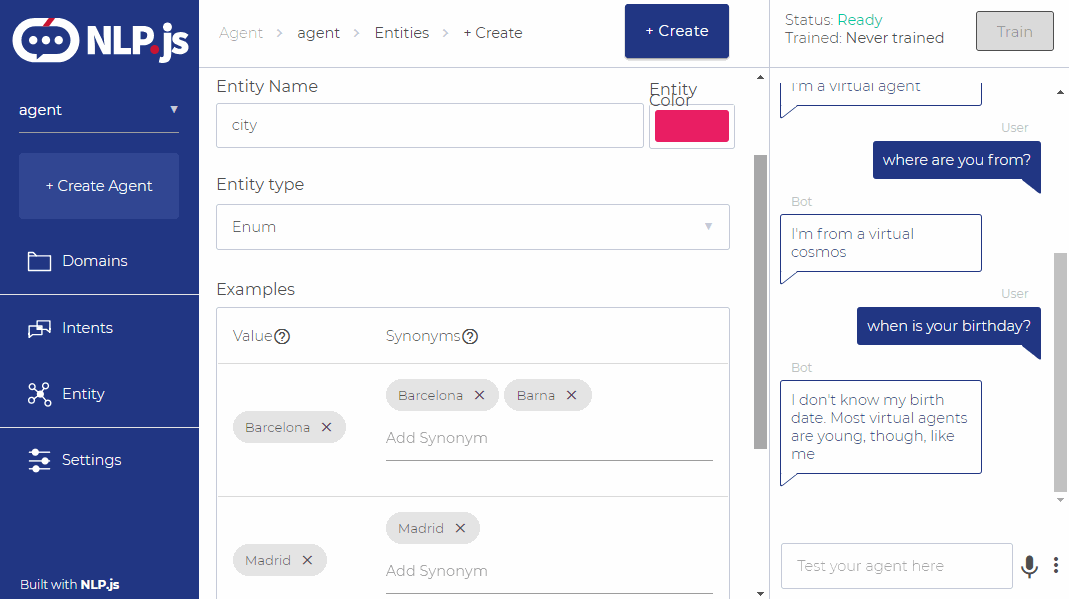 NLP.js
agent
+ Create Agent
Domains
Intents
Entity
Settings
Built with NLP.js
Agent > agent > Entities > + Create
+ Create
Entity Name
Entity Color
city
Entity type
Enum
Examples
Value
Synonyms
Barcelona
Barcelona
Barna
Add Synonym
Madrid
Madrid
Add Synonym
Status: Ready
Trained: Never trained
Train
I'm a virtual agent
User
where are you from?
Bot
I'm from a virtual
cosmos
User
when is your birthday?
Bot
I don't know my birth
date. Most virtual agents
are young, though, like
me
Test your agent here